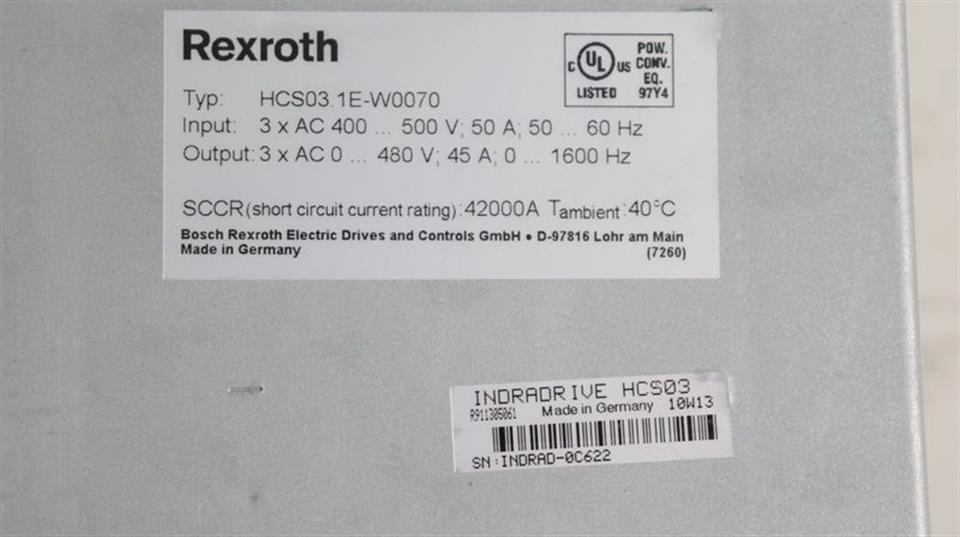 Rexroth
C UL US LISTED
POW.
CONV.
EQ.
97Y4
Typ: HCS03.1E-W0070
Input: 3 x AC 400 ... 500 V; 50 A; 50 ... 60 Hz
Output: 3 x AC 0 ... 480 V; 45 A; 0 ... 1600 Hz
SCCR (short circuit current rating) : 42000A Tambient : 40°C
Bosch Rexroth Electric Drives and Controls GmbH • D-97816 Lohr am Main
Made in Germany (7260)
INDRADRIVE HCS03
R911305061 Made in Germany 10W13
SN:INDRAD-0C622